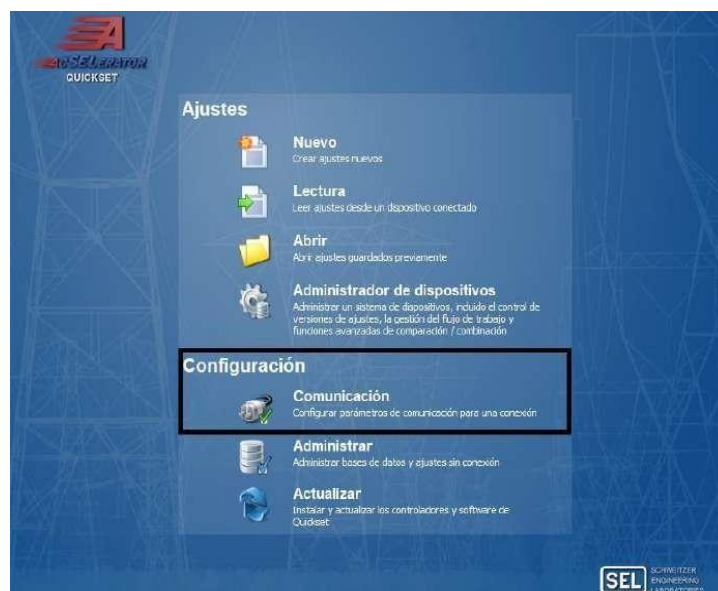 ACSELERATOR
QUICKSET
Ajustes
Nuevo
Crear ajustes nuevos
Lectura
Leer ajustes desde un dispositivo conectado
Abrir
Abrir ajustes guardados previamente
Administrador de dispositivos
Administrar un sistema de dispositivos, incluido el control de
versiones de ajustes, la gestión del flujo de trabajo y
funciones avanzadas de comparación / combinación
Configuración
Comunicación
Configurar parámetros de comunicación para una conexión
Administrar
Administrar bases de datos y ajustes sin conexión
Actualizar
Instalar y actualizar los controladores y software de
Quickset
SEL
SCHWEITZER
ENGINEERING
LABORATORIES